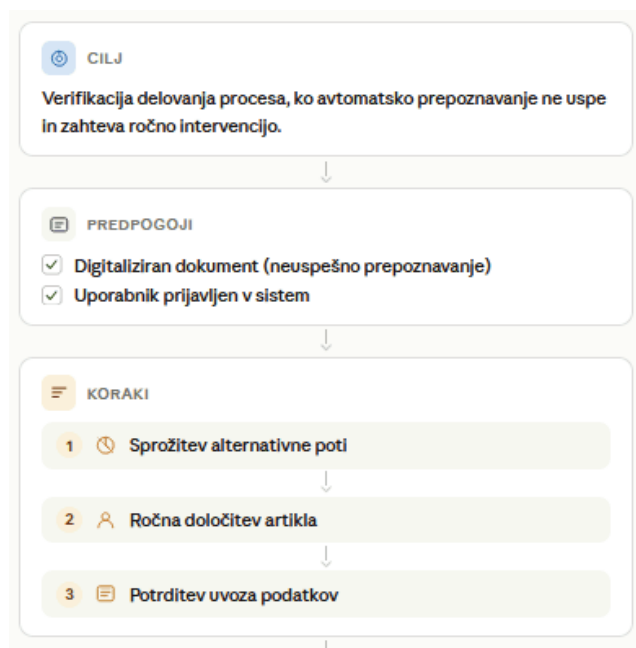 CILJ
Verifikacija delovanja procesa, ko avtomatsko prepoznavanje ne uspe
in zahteva ročno intervencijo.
PREDPOGOJI
Digitaliziran dokument (neuspešno prepoznavanje)
Uporabnik prijavljen v sistem
KORAKI
1 Sprožitev alternativne poti
2 Ročna določitev artikla
3 Potrditev uvoza podatkov